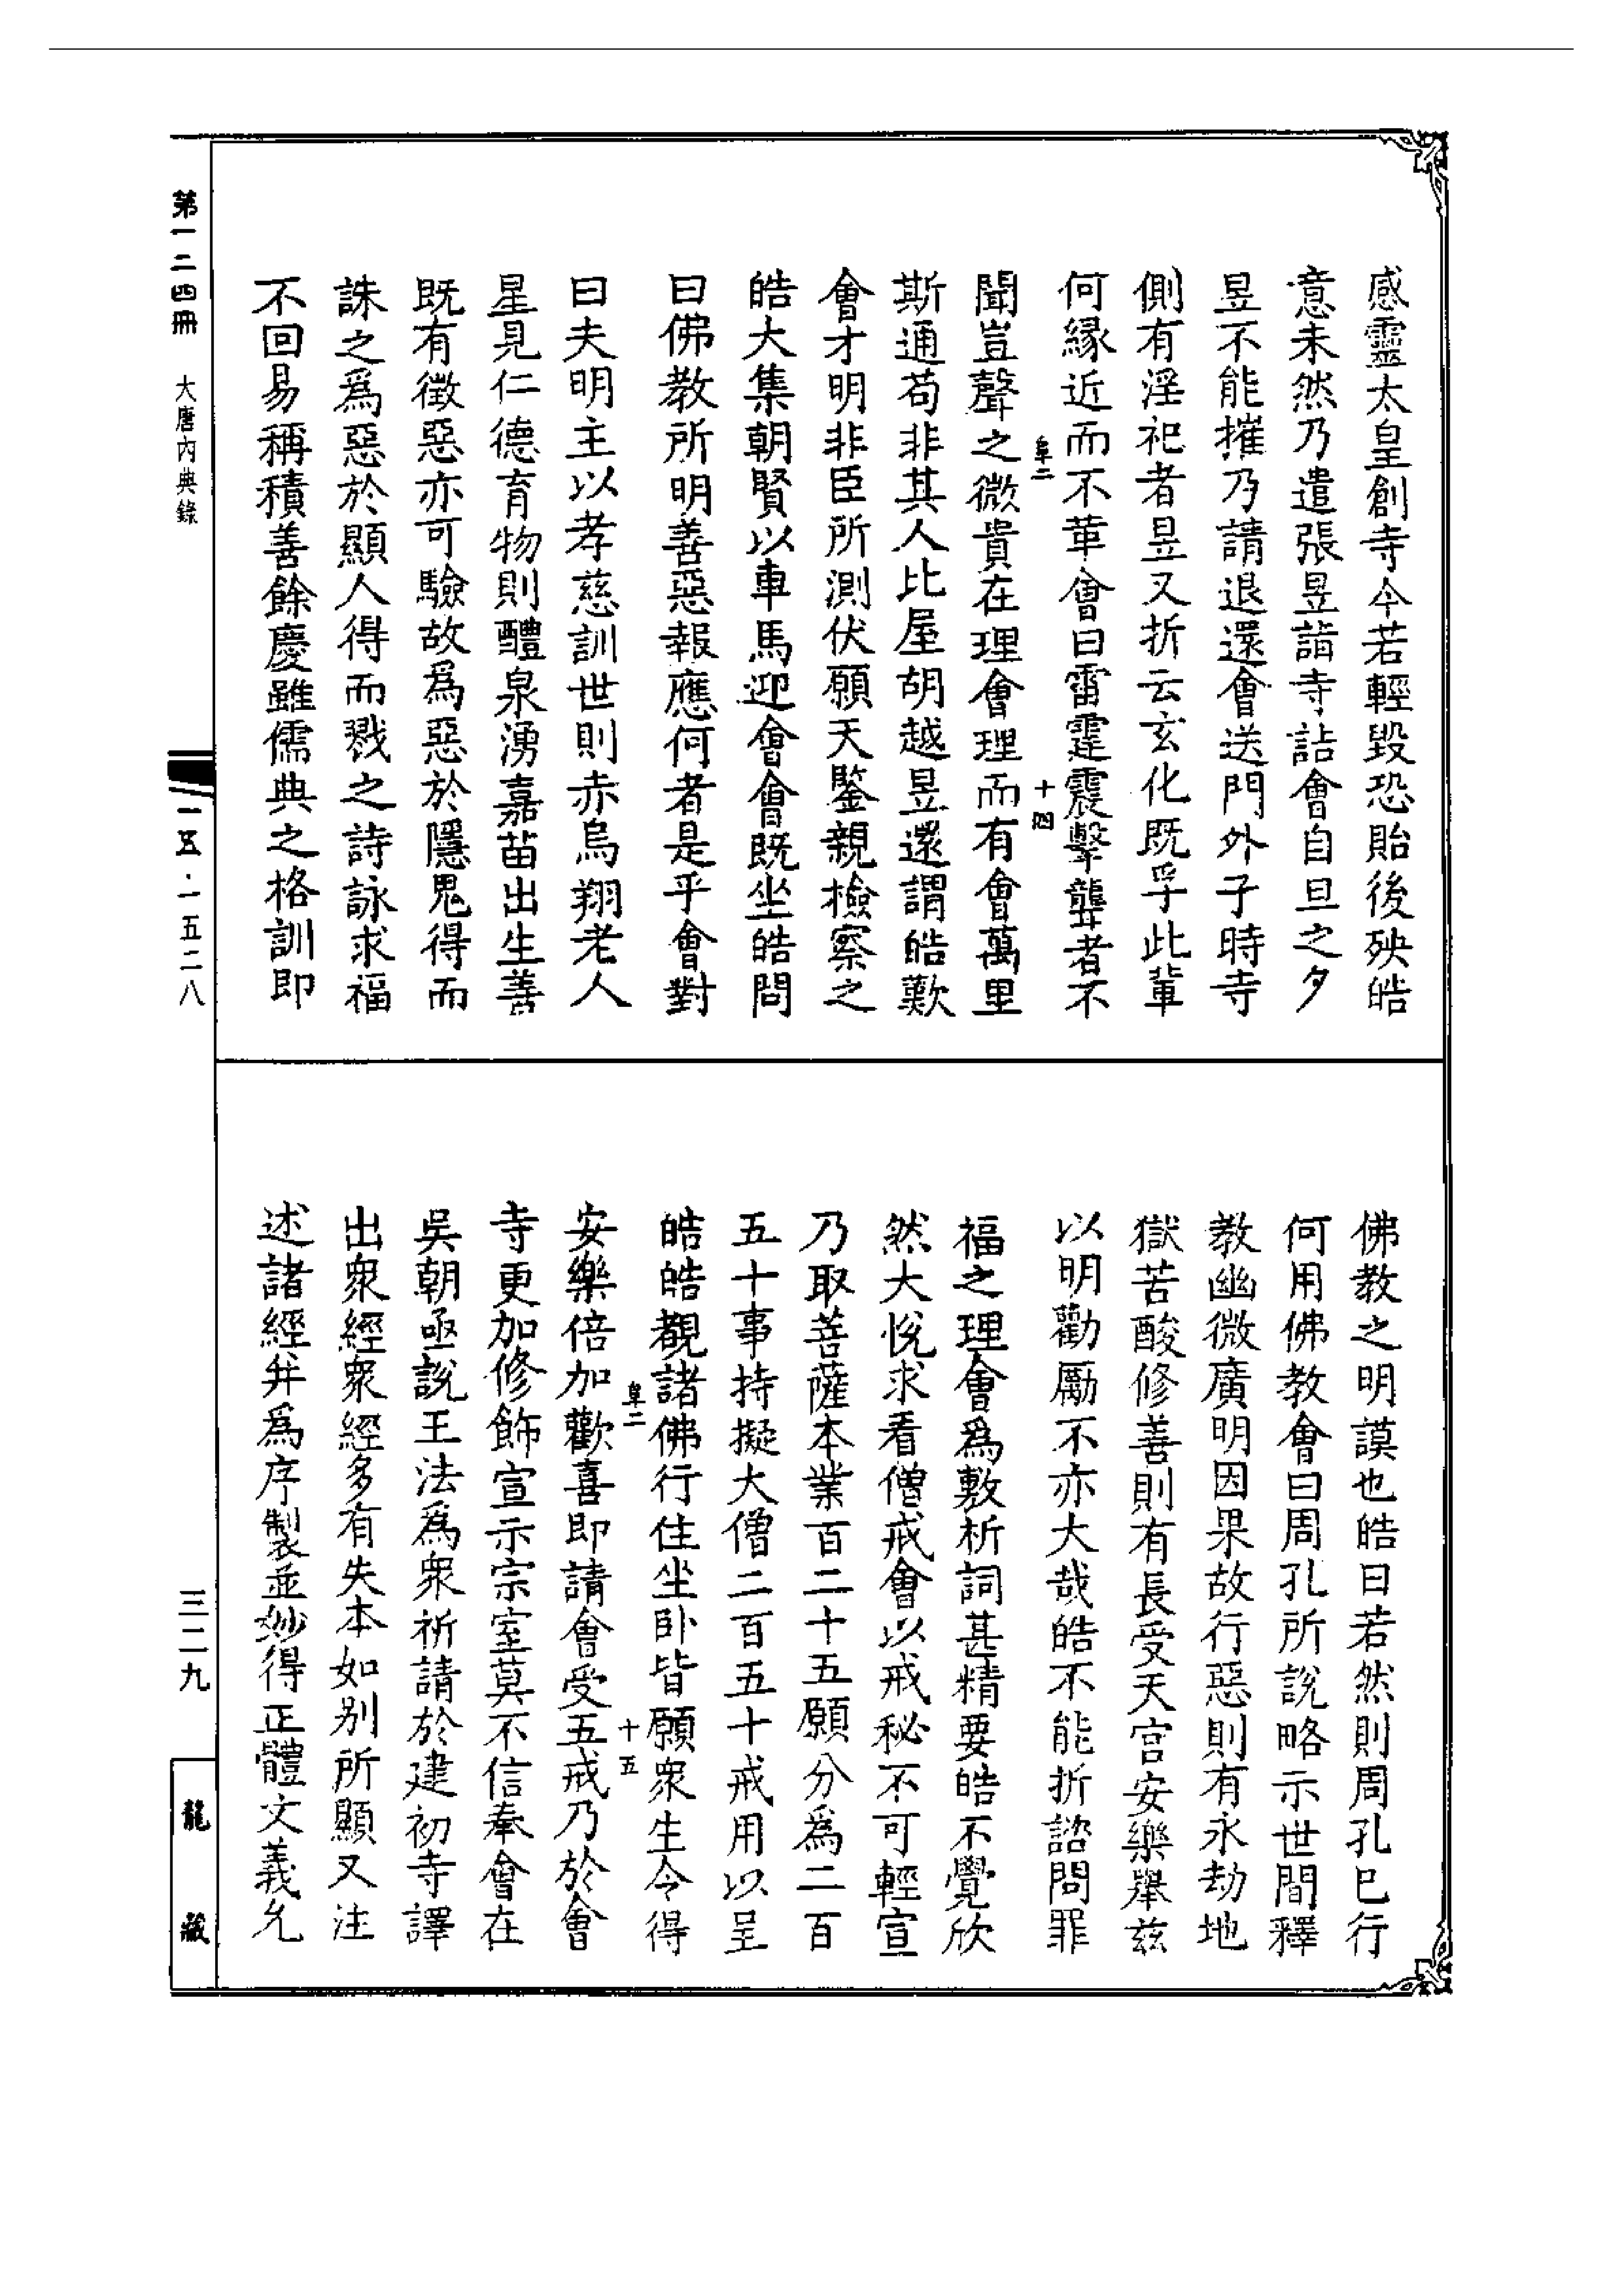 感靈太皇創寺今若輕毀恐貽後殃皓
意未然乃遣張昱詣寺詰會自旦之夕
昱不能摧乃請退還會送門外子時寺
側有淫祀者昱又折云玄化既孚此輩
何緣近而不革會曰雷霆震擊聾者不
阜二
十四
聞豈聲之微貴在理會理而有會萬里
斯通苟非其人比屋胡越昱還謂皓歎
會才明非臣所測伏願天鑒親檢察之
皓大集朝賢以車馬迎會會既坐皓問
曰佛教所明善惡報應何者是乎會對
曰夫明主以孝慈訓世則赤烏翔老人
星見仁德育物則醴泉湧嘉苗出生善
既有徵惡亦可驗故為惡於隱鬼得而
誅之為惡於顯人得而戮之詩詠求福
不回易稱積善餘慶雖儒典之格訓即
佛教之明謨也皓曰若然則周孔已行
何用佛教會曰周孔所說略示世間釋
教幽微廣明因果故行惡則有永劫地
獄苦酸修善則有長受天宮安樂舉茲
以明勸勵不亦大哉皓不能折諮問罪
福之理會為敷析詞甚精要皓不覺欣
然大悅求看僧戒會以戒秘不可輕宣
乃取菩薩本業百二十五願分為二百
五十事持擬大僧二百五十戒用以呈
皓皓觀諸佛行住坐臥皆願眾生令得
阜二
十五
安樂倍加歡喜即請會受五戒乃於會
寺更加修飾宣示宗室莫不信奉會在
吳朝亟說王法為眾祈請於建初寺譯
出眾經眾經多有失本如別所顯又注
述諸經并為序製並妙得正體文義允
第一二四冊 大唐內典錄
一五·一五二八
三二九
龍藏